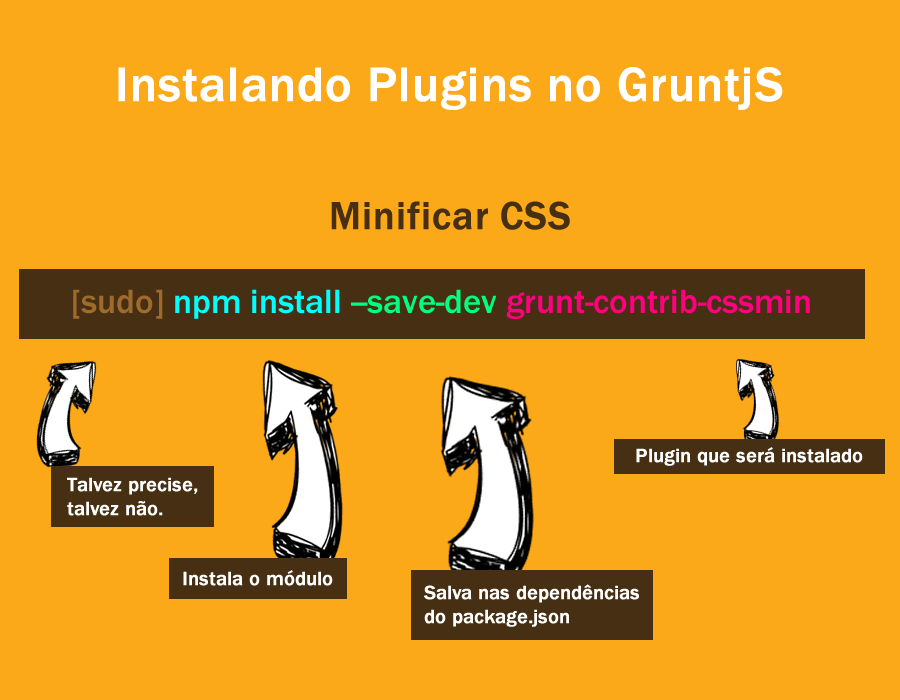 Instalando Plugins no GruntjS
Minificar CSS
[sudo] npm install –save-dev grunt-contrib-cssmin
Plugin que será instalado
Talvez precise,
talvez não.
Instala o módulo
Salva nas dependências
do package.json